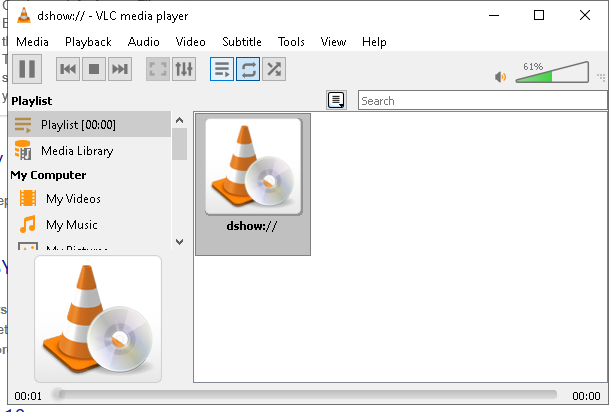 dshow:// - VLC media player
Media Playback Audio Video Subtitle Tools View Help
61%
Playlist
Search
Playlist [00:00]
Media Library
My Computer
My Videos
My Music
My Pictures
dshow://
00:01 00:00